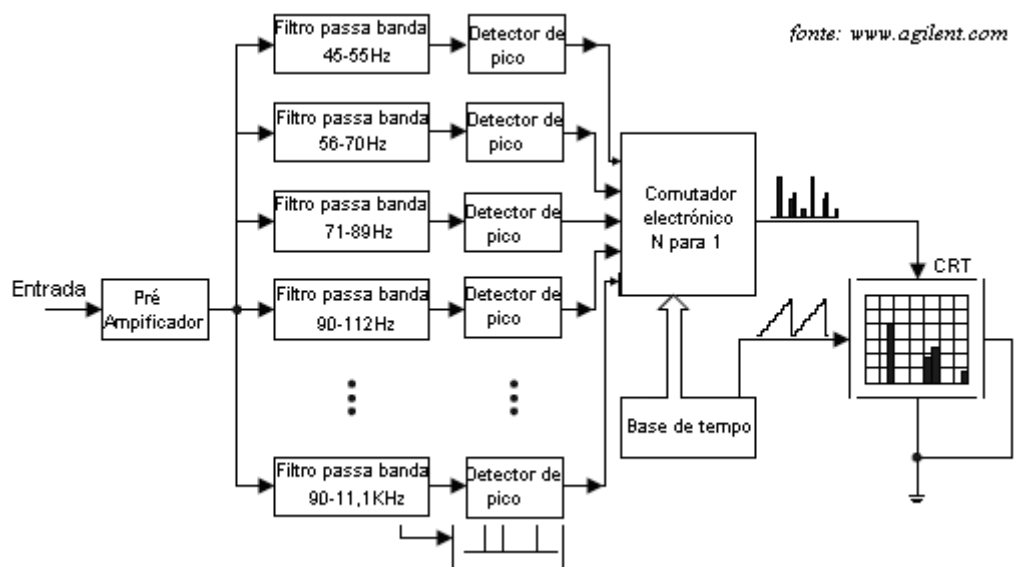 fonte: www.agilent.com
Filtro passa banda
45-55Hz
Detector de
pico
Filtro passa banda
56-70Hz
Detector de
pico
Filtro passa banda
71-89Hz
Detector de
pico
Comutador
electrónico
N para 1
CRT
Entrada
Pré
Ampificador
Filtro passa banda
90-112Hz
Detector de
pico
Base de tempo
Filtro passa banda
90-11,1KHz
Detector de
pico